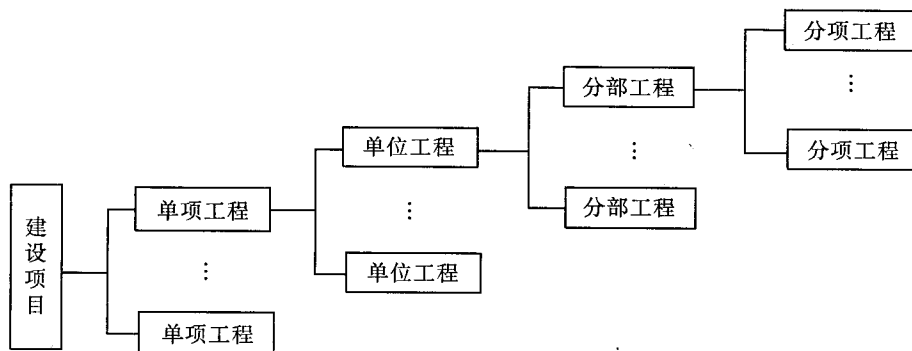 建设项目
单项工程
⋮
单项工程
单位工程
⋮
单位工程
分部工程
⋮
分部工程
分项工程
⋮
分项工程